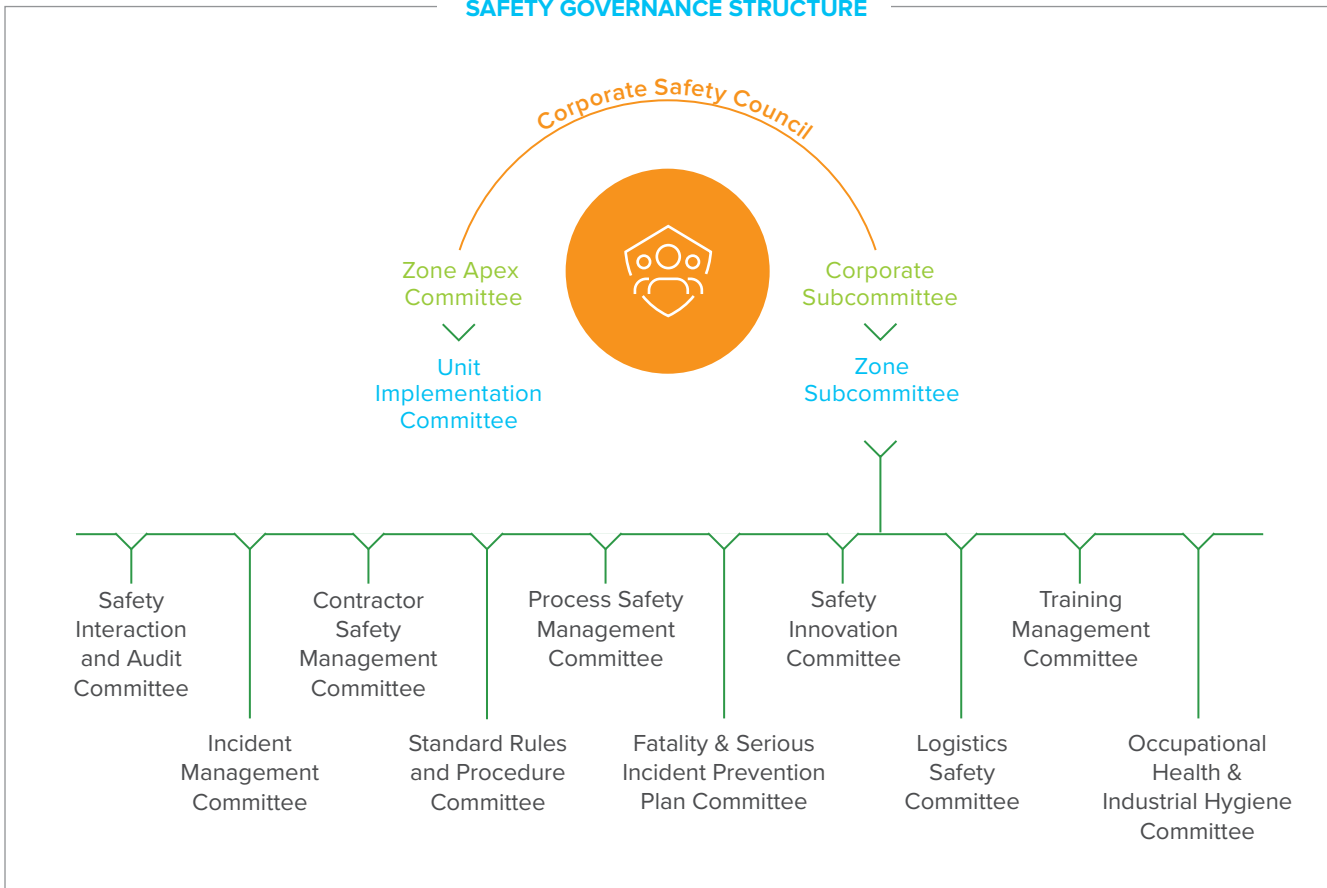 SAFETY GOVERNANCE STRUCTURE
Corporate Safety Council
Zone Apex
Committee
Unit
Implementation
Committee
Corporate
Subcommittee
Zone
Subcommittee
Safety
Interaction
and Audit
Committee
Incident
Management
Committee
Contractor
Safety
Management
Committee
Standard Rules
and Procedure
Committee
Process Safety
Management
Committee
Fatality & Serious
Incident Prevention
Plan Committee
Safety
Innovation
Committee
Logistics
Safety
Committee
Training
Management
Committee
Occupational
Health &
Industrial Hygiene
Committee